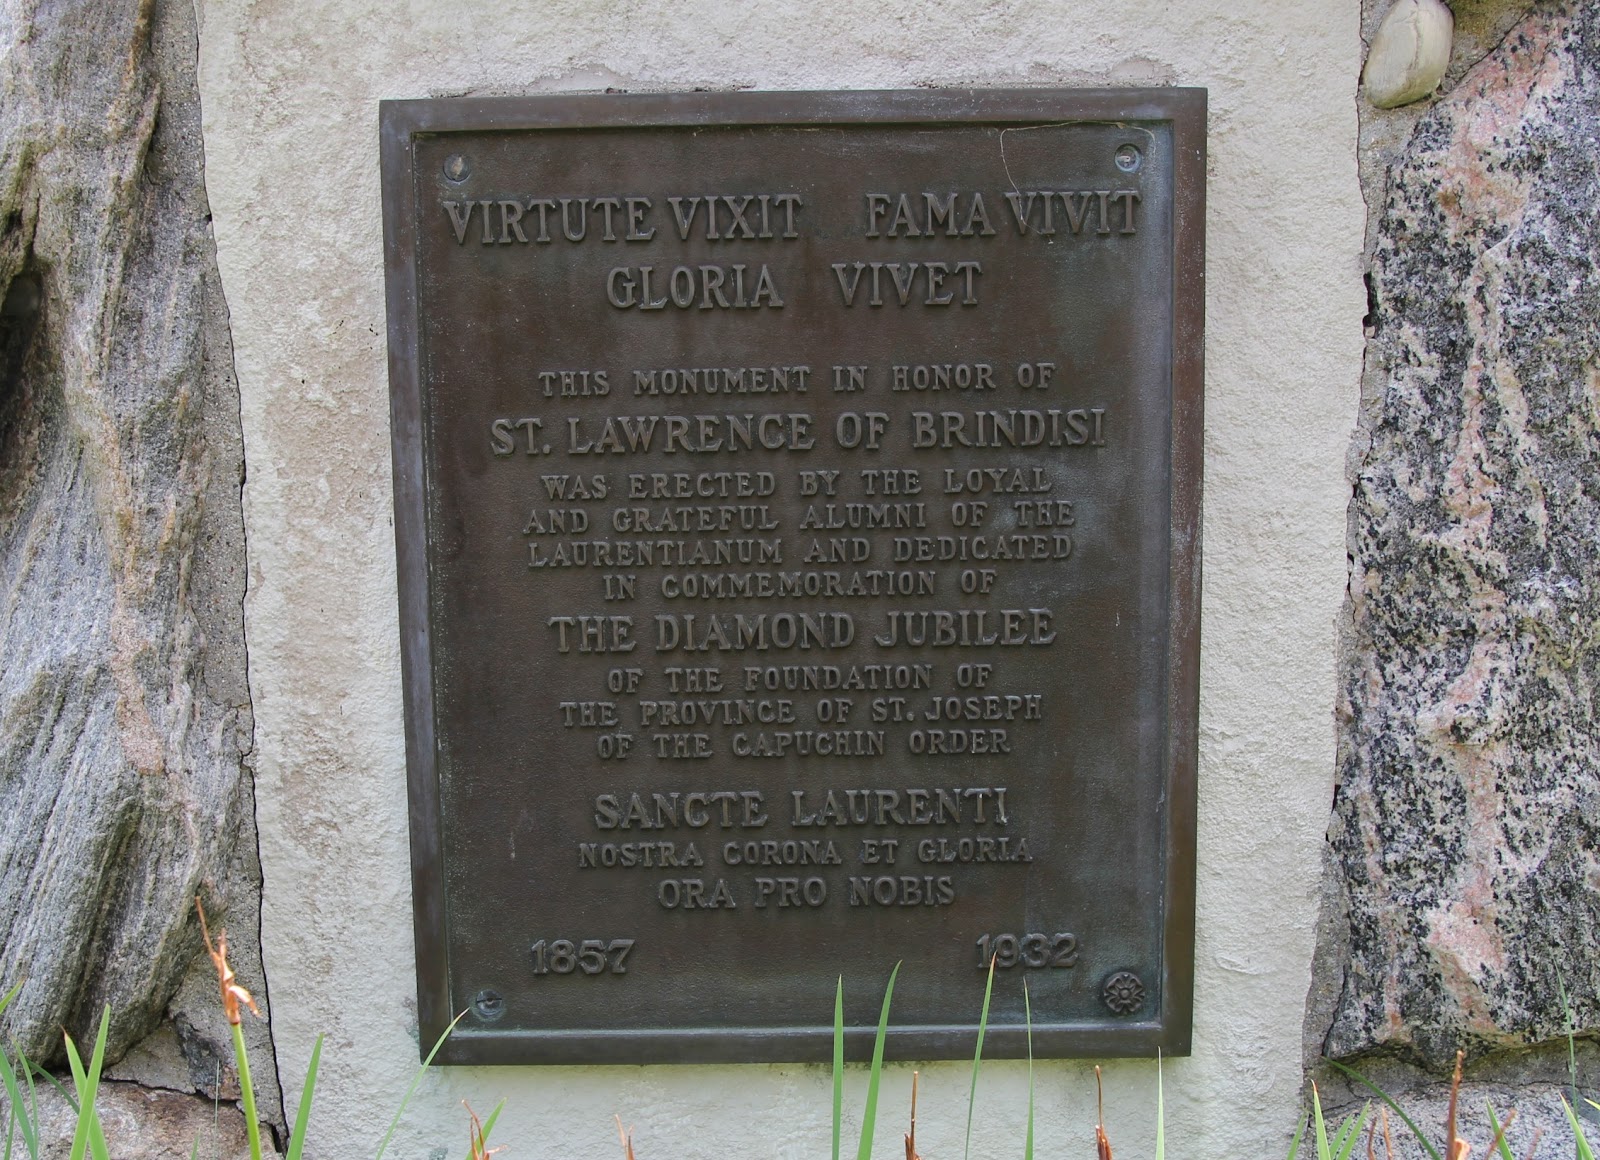 VIRTUTE VIXIT FAMA VIVIT
GLORIA VIVET
THIS MONUMENT IN HONOR OF
ST. LAWRENCE OF BRINDISI
WAS ERECTED BY THE LOYAL
AND GRATEFUL ALUMNI OF THE
LAURENTIANUM AND DEDICATED
IN COMMEMORATION OF
THE DIAMOND JUBILEE
OF THE FOUNDATION OF
THE PROVINCE OF ST. JOSEPH
OF THE CAPUCHIN ORDER
SANCTE LAURENTI
NOSTRA CORONA ET GLORIA
ORA PRO NOBIS
1857 1932